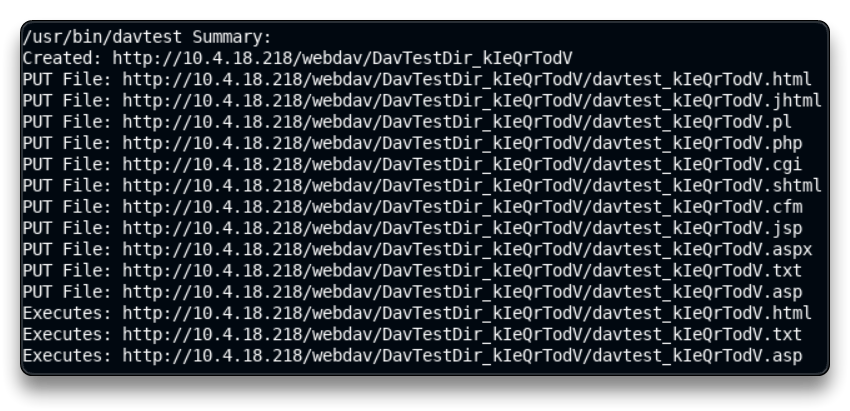 /usr/bin/davtest Summary:
Created: http://10.4.18.218/webdav/DavTestDir_kIeQrTodV
PUT File: http://10.4.18.218/webdav/DavTestDir_kIeQrTodV/davtest_kIeQrTodV.html
PUT File: http://10.4.18.218/webdav/DavTestDir_kIeQrTodV/davtest_kIeQrTodV.jhtml
PUT File: http://10.4.18.218/webdav/DavTestDir_kIeQrTodV/davtest_kIeQrTodV.pl
PUT File: http://10.4.18.218/webdav/DavTestDir_kIeQrTodV/davtest_kIeQrTodV.php
PUT File: http://10.4.18.218/webdav/DavTestDir_kIeQrTodV/davtest_kIeQrTodV.cgi
PUT File: http://10.4.18.218/webdav/DavTestDir_kIeQrTodV/davtest_kIeQrTodV.shtml
PUT File: http://10.4.18.218/webdav/DavTestDir_kIeQrTodV/davtest_kIeQrTodV.cfm
PUT File: http://10.4.18.218/webdav/DavTestDir_kIeQrTodV/davtest_kIeQrTodV.jsp
PUT File: http://10.4.18.218/webdav/DavTestDir_kIeQrTodV/davtest_kIeQrTodV.aspx
PUT File: http://10.4.18.218/webdav/DavTestDir_kIeQrTodV/davtest_kIeQrTodV.txt
PUT File: http://10.4.18.218/webdav/DavTestDir_kIeQrTodV/davtest_kIeQrTodV.asp
Executes: http://10.4.18.218/webdav/DavTestDir_kIeQrTodV/davtest_kIeQrTodV.html
Executes: http://10.4.18.218/webdav/DavTestDir_kIeQrTodV/davtest_kIeQrTodV.txt
Executes: http://10.4.18.218/webdav/DavTestDir_kIeQrTodV/davtest_kIeQrTodV.asp